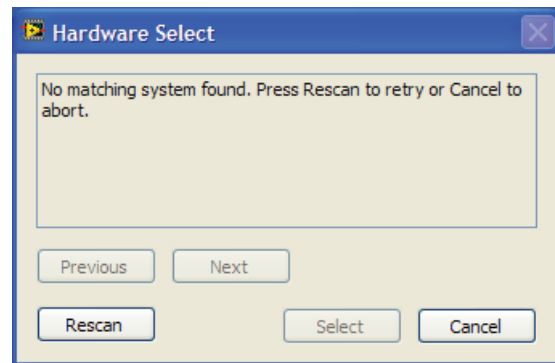 Hardware Select
No matching system found. Press Rescan to retry or Cancel to
abort.
Previous Next
Rescan Select Cancel